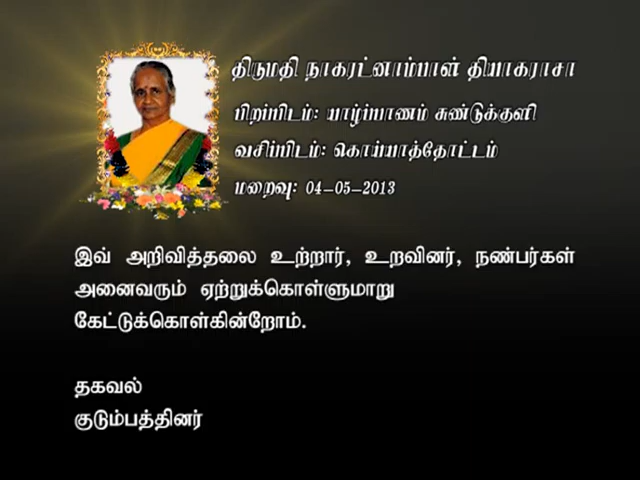 திருமதி நாகரட்னாம்பாள் தியாகராசா
பிறப்பிடம்: யாழ்ப்பாணம் சுண்டுக்குளி
வசிப்பிடம்: கொய்யாத்தோட்டம்
மறைவு: 04-05-2013
இவ் அறிவித்தலை உற்றார், உறவினர், நண்பர்கள்
அனைவரும் ஏற்றுக்கொள்ளுமாறு
கேட்டுக்கொள்கின்றோம்.
தகவல்
குடும்பத்தினர்